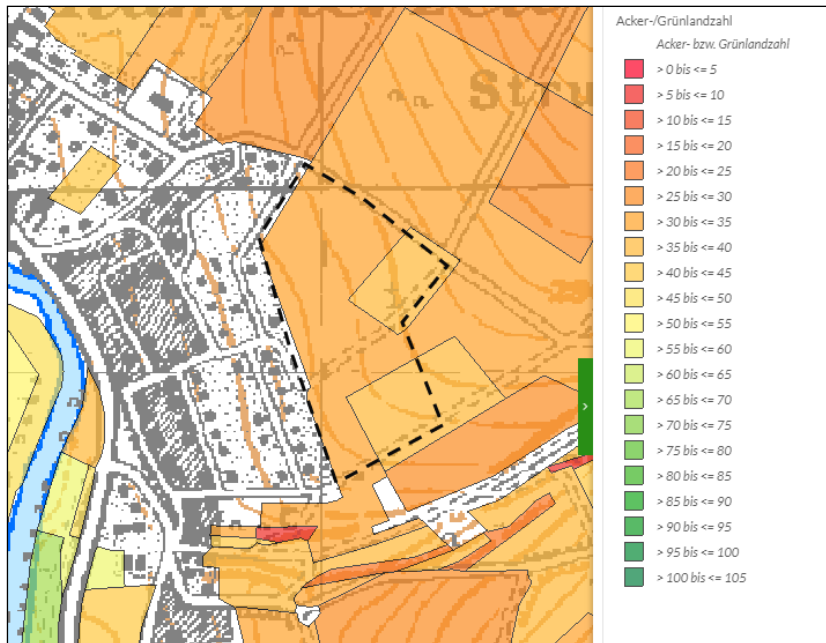 Acker-/Grünlandzahl
Acker- bzw. Grünlandzahl
> 0 bis <= 5
> 5 bis <= 10
> 10 bis <= 15
> 15 bis <= 20
> 20 bis <= 25
> 25 bis <= 30
> 30 bis <= 35
> 35 bis <= 40
> 40 bis <= 45
> 45 bis <= 50
> 50 bis <= 55
> 55 bis <= 60
> 60 bis <= 65
> 65 bis <= 70
> 70 bis <= 75
> 75 bis <= 80
> 80 bis <= 85
> 85 bis <= 90
> 90 bis <= 95
> 95 bis <= 100
> 100 bis <= 105